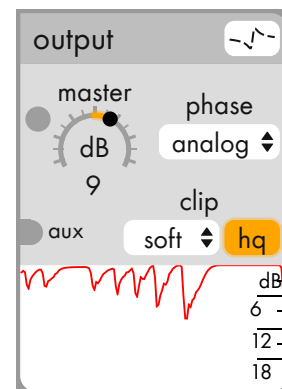 output
master
phase
dB
analog
9
clip
aux
soft
hq
dB
6
12
18